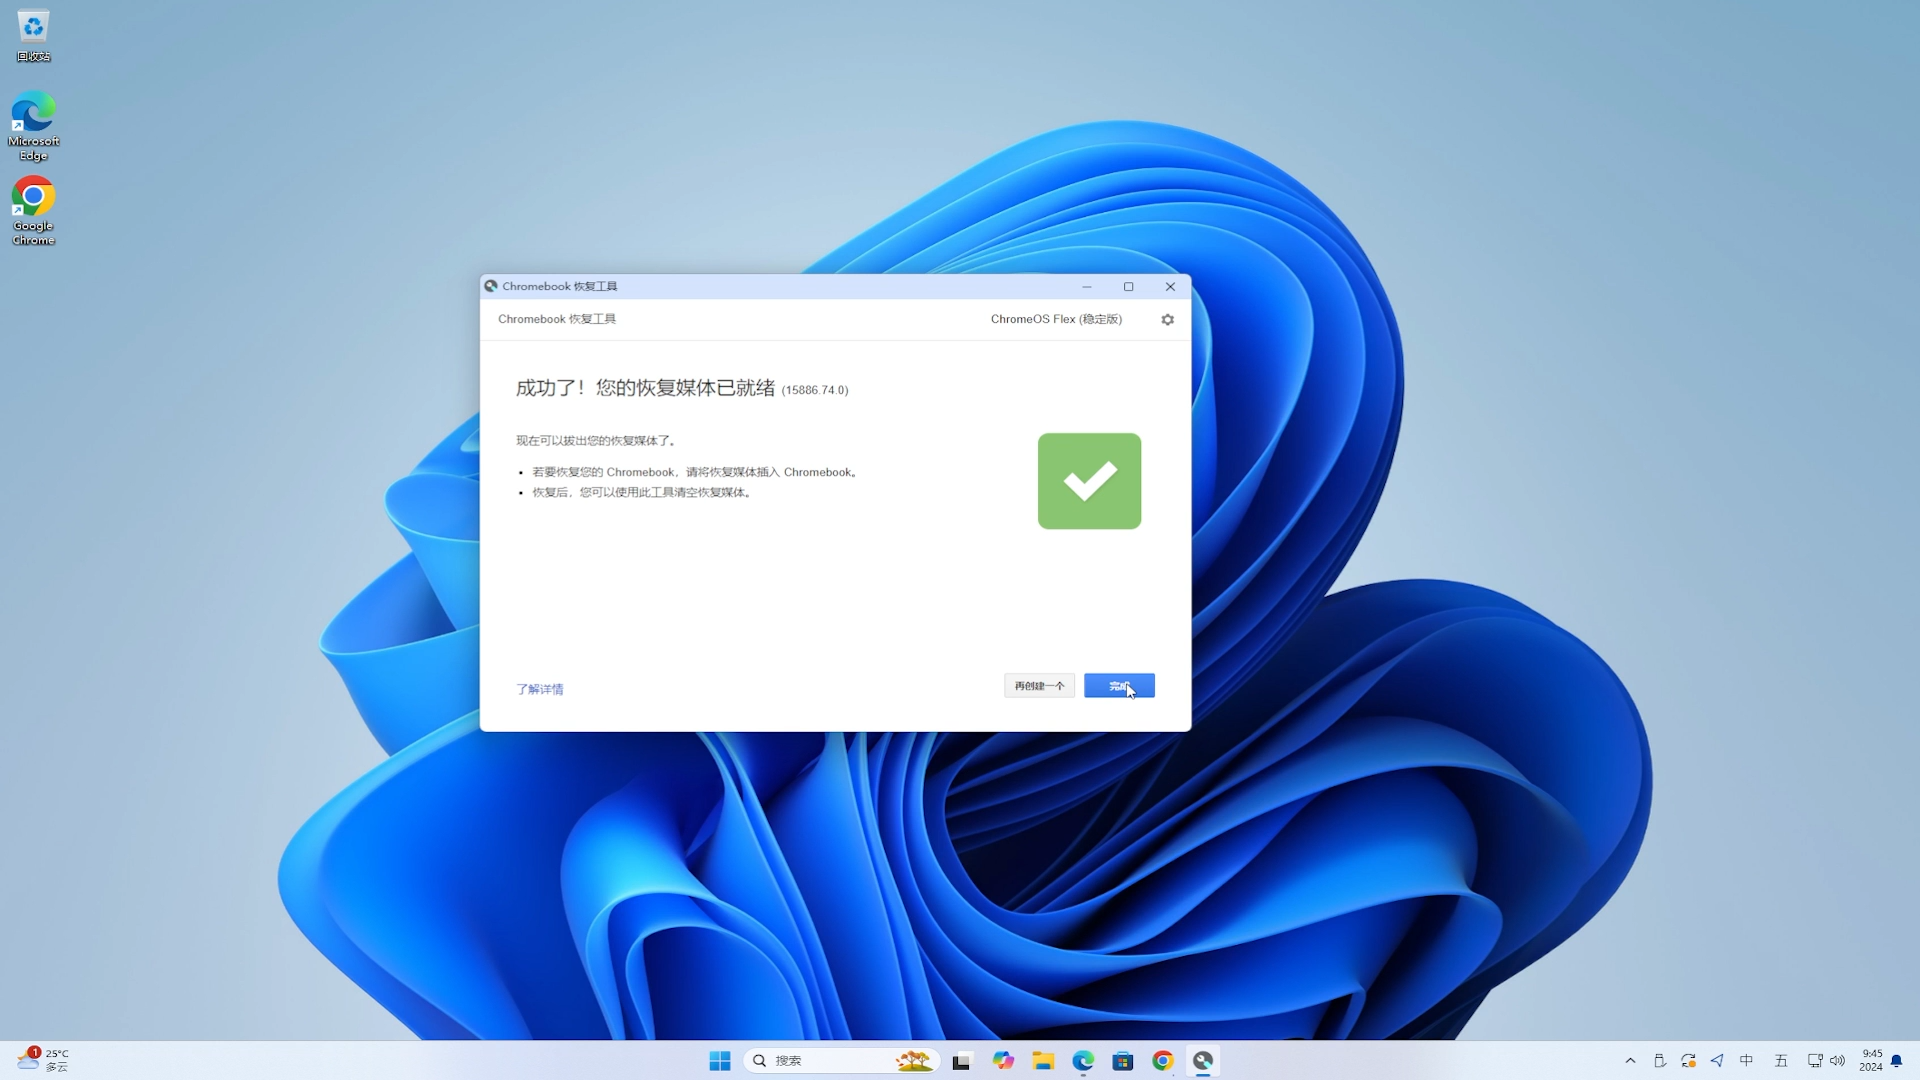 回收站
Microsoft
Edge
Google
Chrome
Chromebook 恢复工具
Chromebook 恢复工具
ChromeOS Flex (稳定版)
成功了！您的恢复媒体已就绪 (15886.74.0)
现在可以拔出您的恢复媒体了。
若要恢复您的 Chromebook，请将恢复媒体插入 Chromebook。
恢复后，您可以使用此工具清空恢复媒体。
了解详情
再创建一个
完成
1
25°C
多云
搜索
中
五
9:45
2024